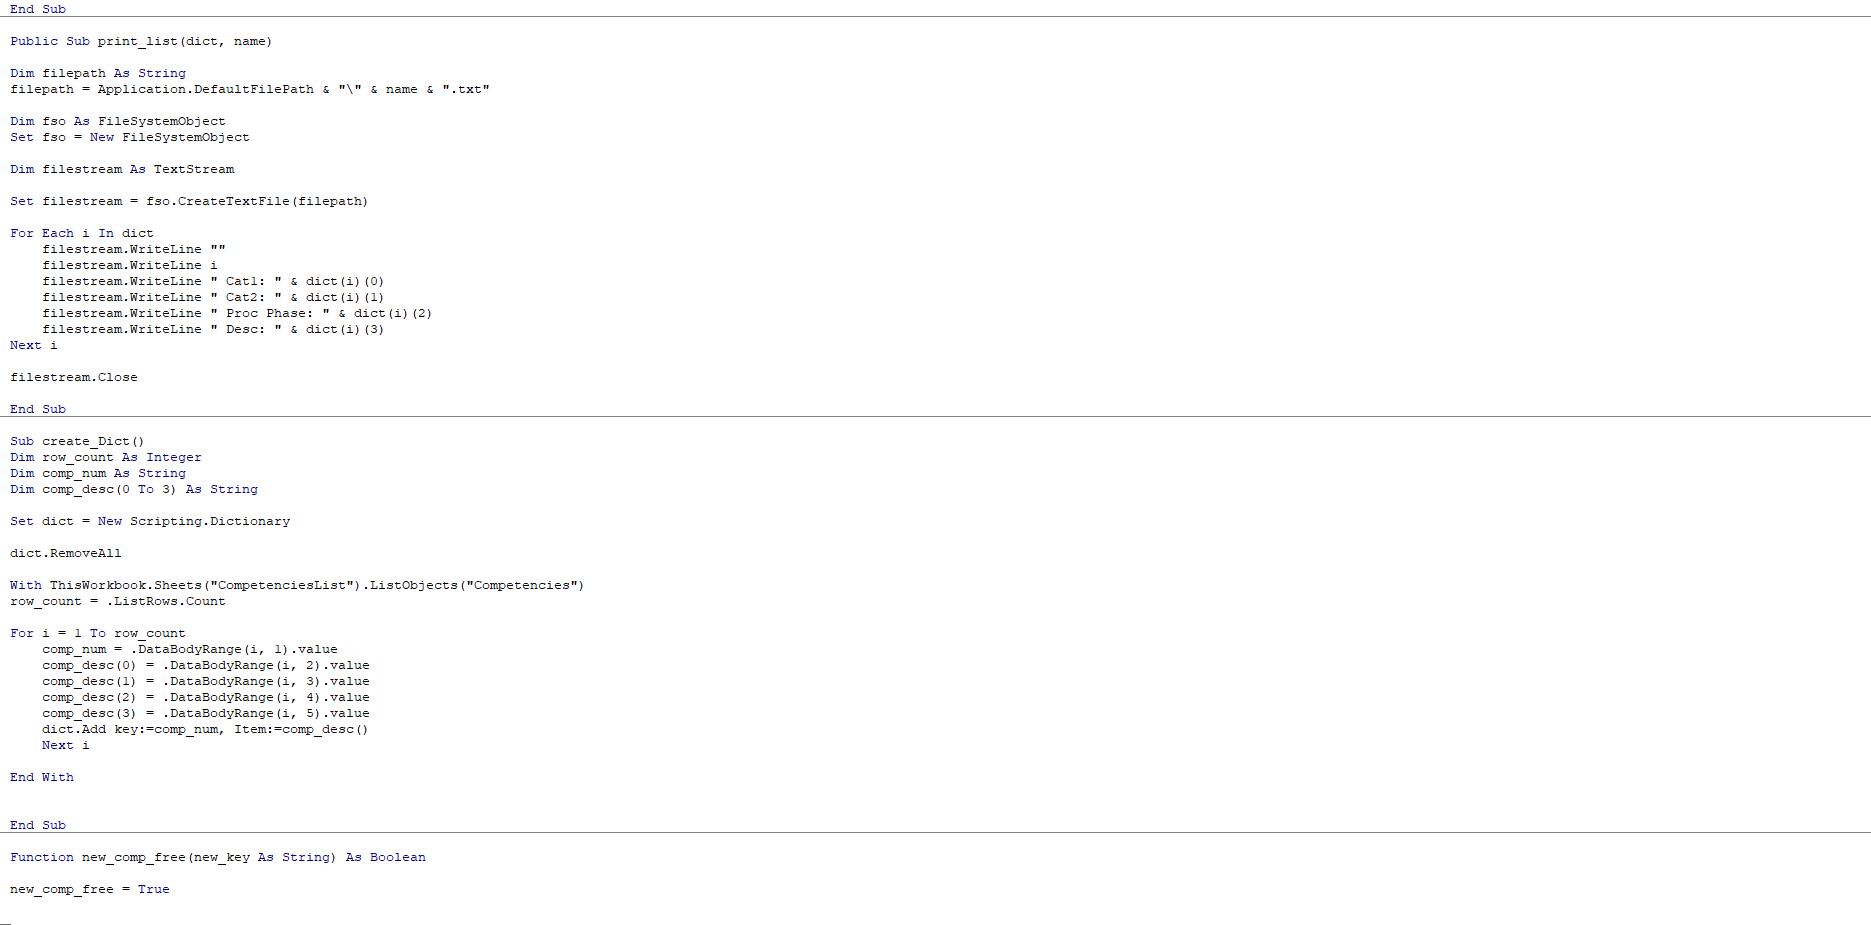 End Sub
Public Sub print_list(dict, name)
Dim filepath As String
filepath = Application.DefaultFilePath & "\" & name & ".txt"
Dim fso As FileSystemObject
Set fso = New FileSystemObject
Dim filestream As TextStream
Set filestream = fso.CreateTextFile(filepath)
For Each i In dict
    filestream.WriteLine ""
    filestream.WriteLine i
    filestream.WriteLine " Cat1: " & dict(i)(0)
    filestream.WriteLine " Cat2: " & dict(i)(1)
    filestream.WriteLine " Proc Phase: " & dict(i)(2)
    filestream.WriteLine " Desc: " & dict(i)(3)
Next i
filestream.Close
End Sub
Sub create_Dict()
Dim row_count As Integer
Dim comp_num As String
Dim comp_desc(0 To 3) As String
Set dict = New Scripting.Dictionary
dict.RemoveAll
With ThisWorkbook.Sheets("CompetenciesList").ListObjects("Competencies")
row_count = .ListRows.Count
For i = 1 To row_count
    comp_num = .DataBodyRange(i, 1).value
    comp_desc(0) = .DataBodyRange(i, 2).value
    comp_desc(1) = .DataBodyRange(i, 3).value
    comp_desc(2) = .DataBodyRange(i, 4).value
    comp_desc(3) = .DataBodyRange(i, 5).value
    dict.Add key:=comp_num, Item:=comp_desc()
    Next i
End With
End Sub
Function new_comp_free(new_key As String) As Boolean
new_comp_free = True